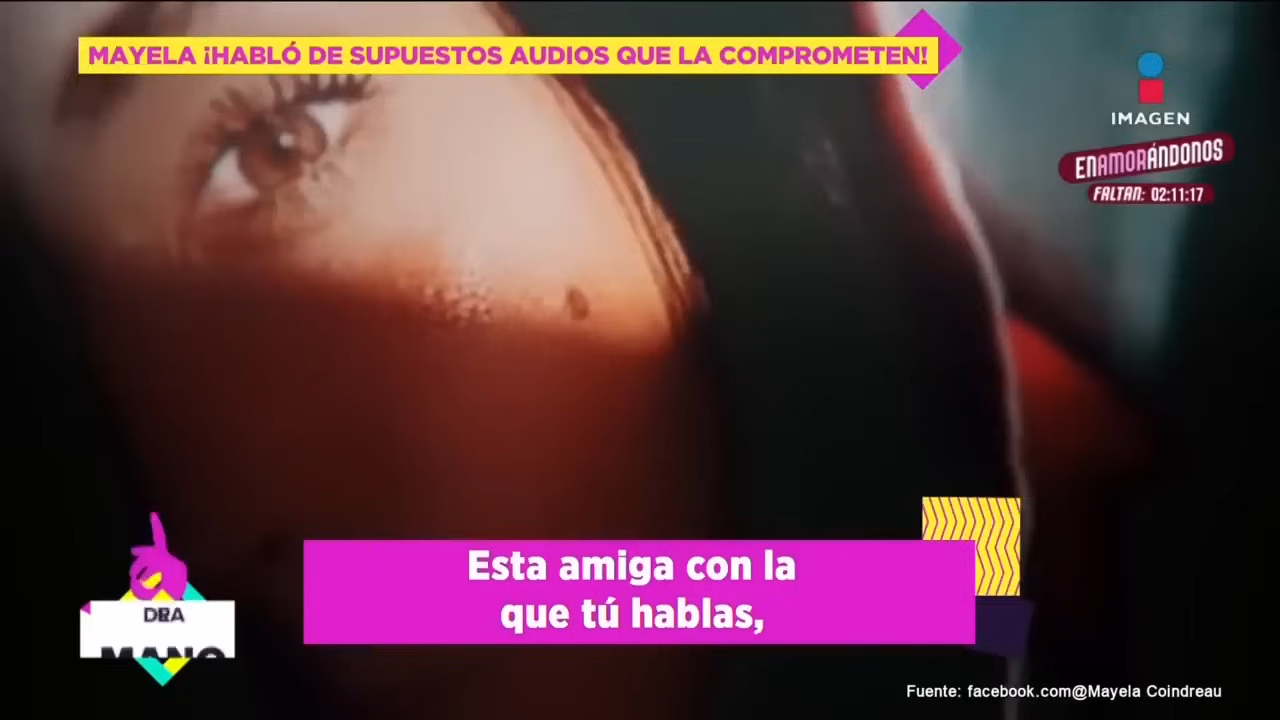 MAYELA ¡HABLÓ DE SUPUESTOS AUDIOS QUE LA COMPROMETEN!
IMAGEN
ENAMORÁNDONOS
FALTAN: 02:11:17
Esta amiga con la
que tú hablas,
MANO
Fuente: facebook.com@Mayela Coindreau